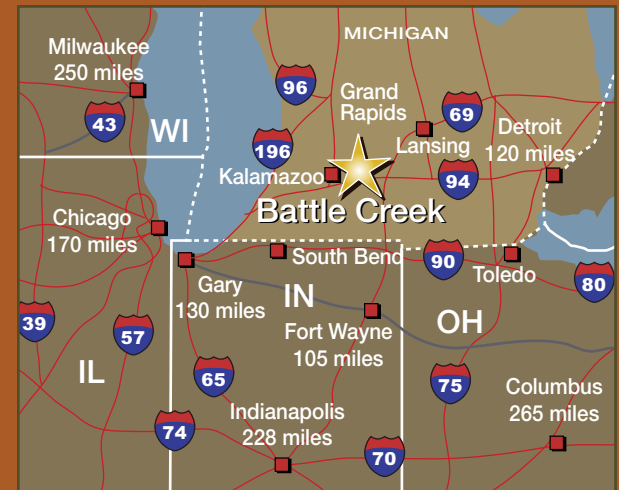 MICHIGAN
Milwaukee
250 miles
96
Grand
Rapids
69
43
WI
Detroit
120 miles
196
Lansing
Kalamazoo
94
Battle Creek
Chicago
170 miles
South Bend
90
Toledo
80
Gary
130 miles
IN
39
57
Fort Wayne
105 miles
OH
IL
65
75
Columbus
265 miles
Indianapolis
228 miles
74
70